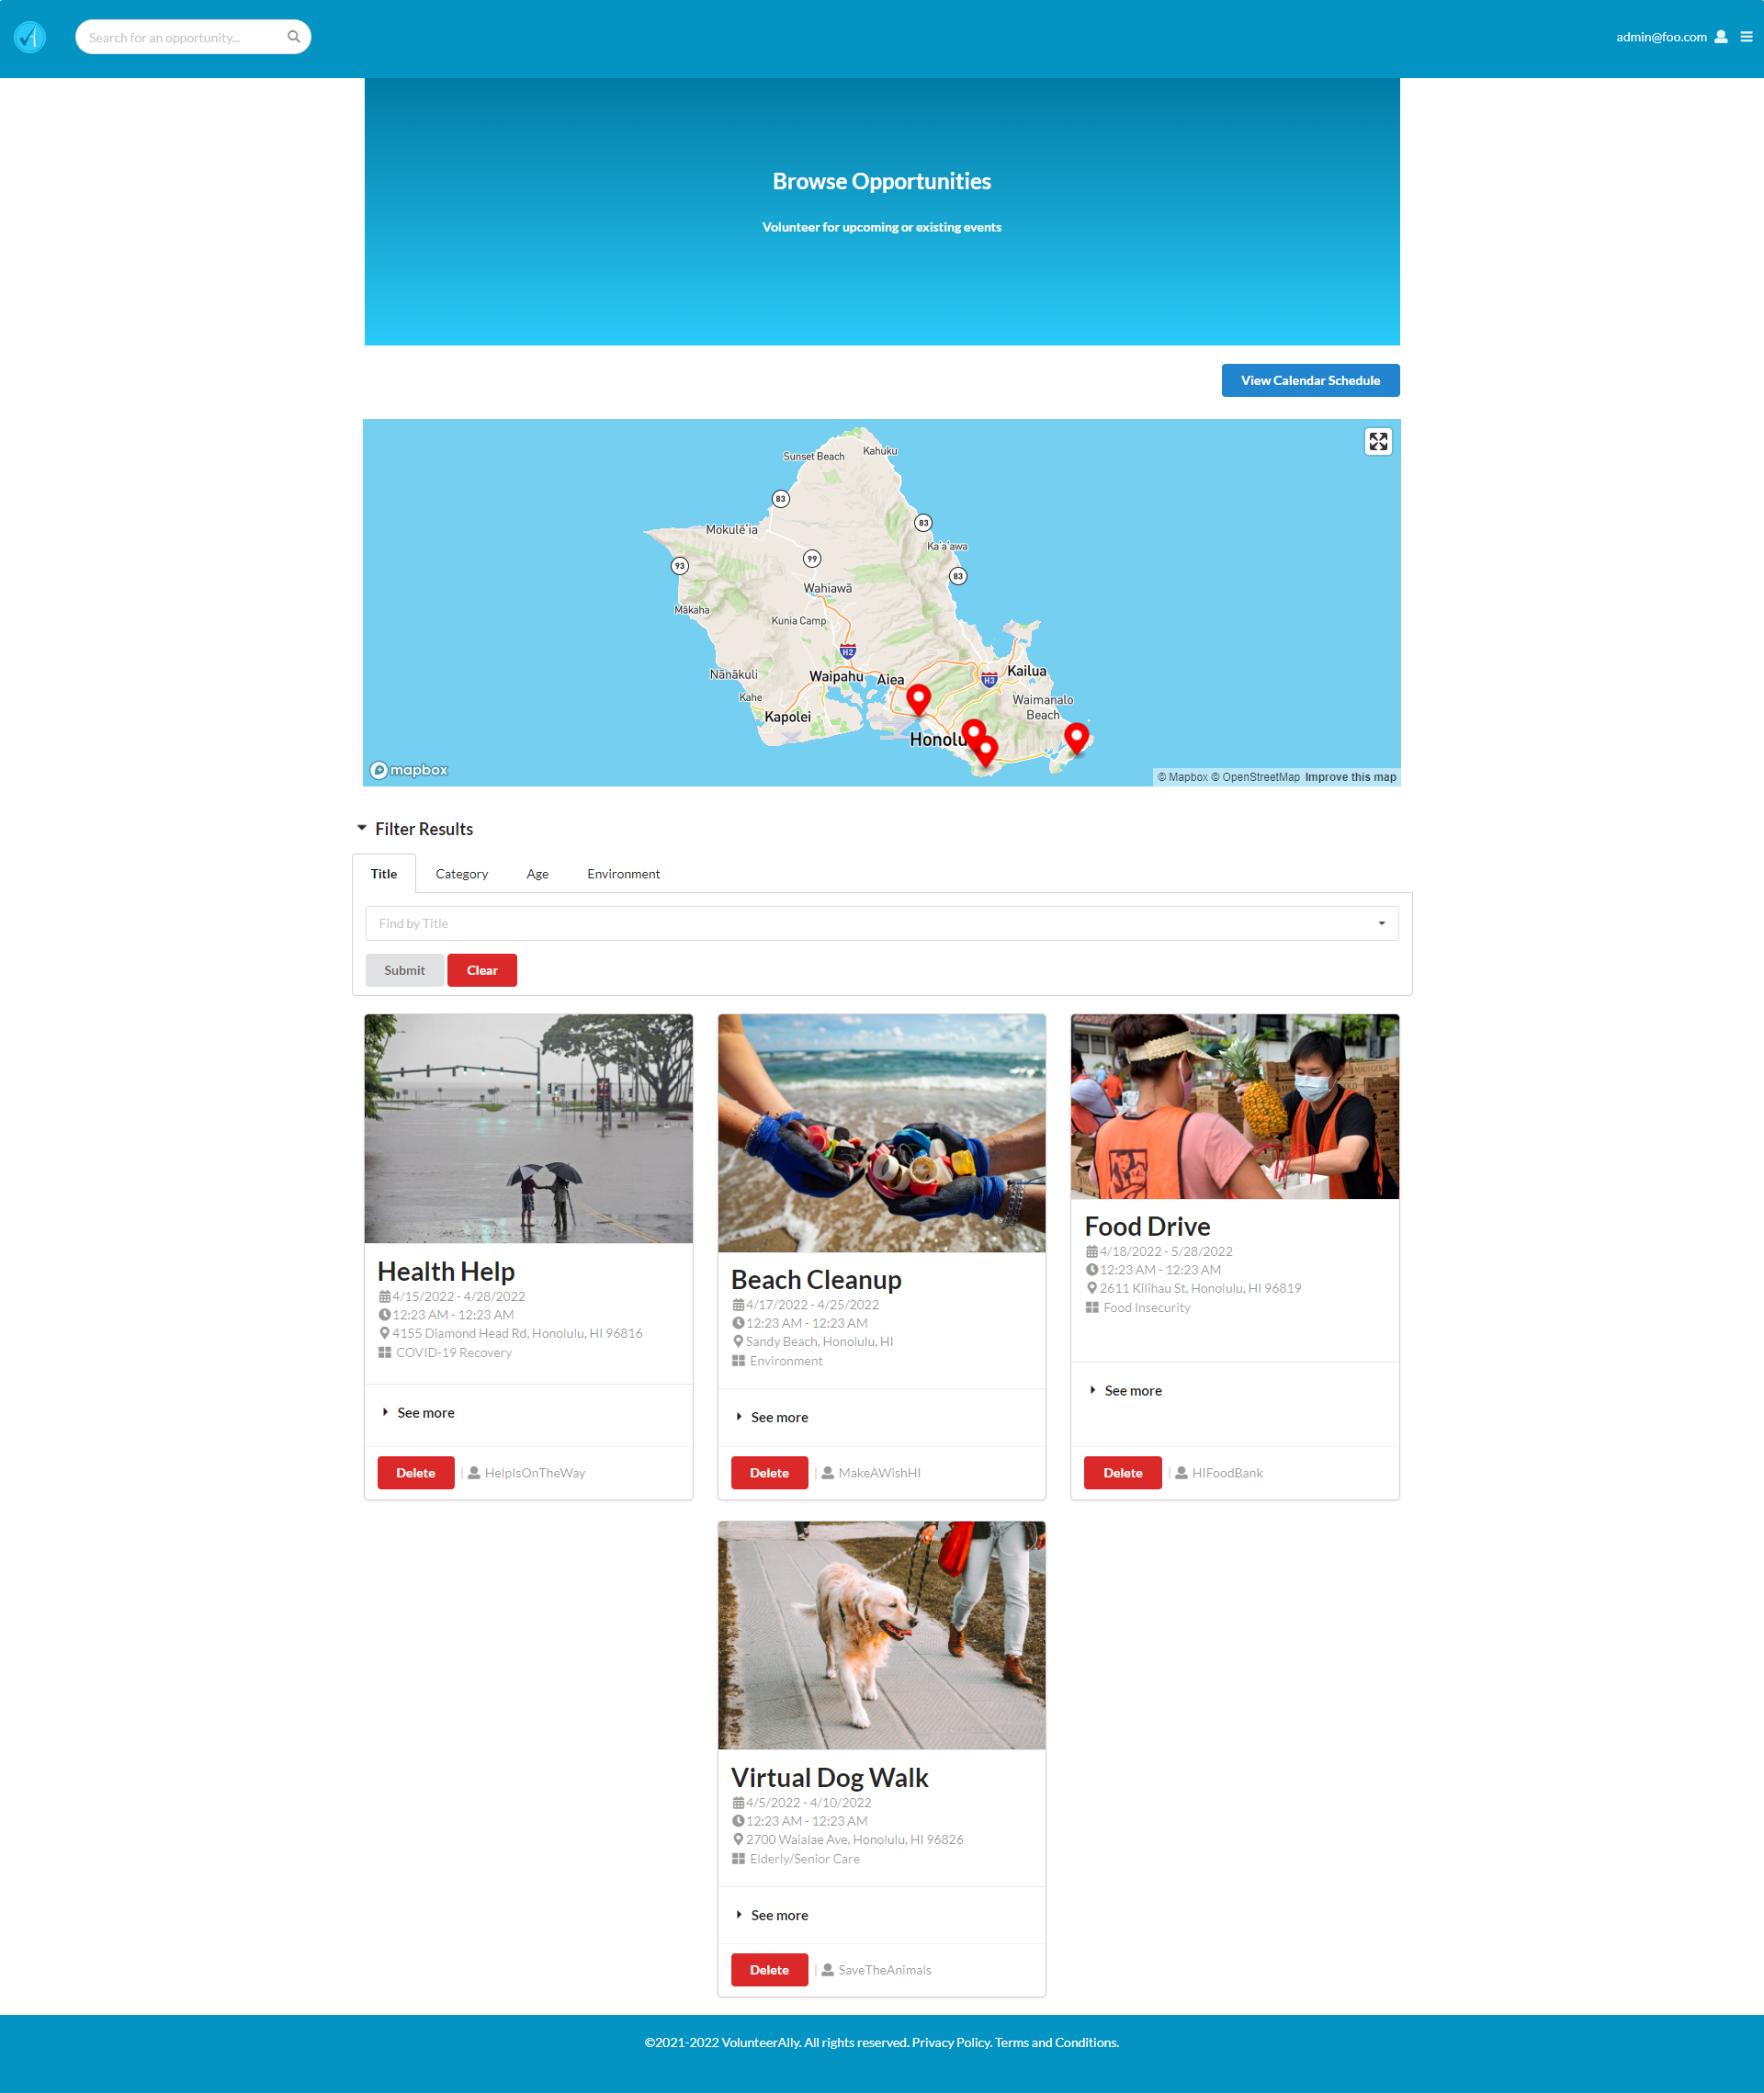 Search for an opportunity...
admin@foo.com
Browse Opportunities
Volunteer for upcoming or existing events
View Calendar Schedule
Sunset Beach
Kahuku
83
Mokulē‘ia
83
Ka‘a‘awa
99
93
83
Wahiawā
Mākaha
Kunia Camp
H2
Nānākuli
Waipahu
Aiea
H3
Kailua
Kahe
Waimanalo
Beach
Kapolei
Honolu
mapbox
© Mapbox © OpenStreetMap Improve this map
Filter Results
Title
Category
Age
Environment
Find by Title
Submit
Clear
Health Help
4/15/2022 - 4/28/2022
12:23 AM - 12:23 AM
4155 Diamond Head Rd, Honolulu, HI 96816
COVID-19 Recovery
See more
Delete
| HelpIsOnTheWay
Beach Cleanup
4/17/2022 - 4/25/2022
12:23 AM - 12:23 AM
Sandy Beach, Honolulu, HI
Environment
See more
Delete
| MakeAWishHI
Food Drive
4/18/2022 - 5/28/2022
12:23 AM - 12:23 AM
2611 Kilihau St, Honolulu, HI 96819
Food Insecurity
See more
Delete
| HIFoodBank
Virtual Dog Walk
4/5/2022 - 4/10/2022
12:23 AM - 12:23 AM
2700 Waialae Ave, Honolulu, HI 96826
Elderly/Senior Care
See more
Delete
| SaveTheAnimals
©2021-2022 VolunteerAlly. All rights reserved. Privacy Policy. Terms and Conditions.